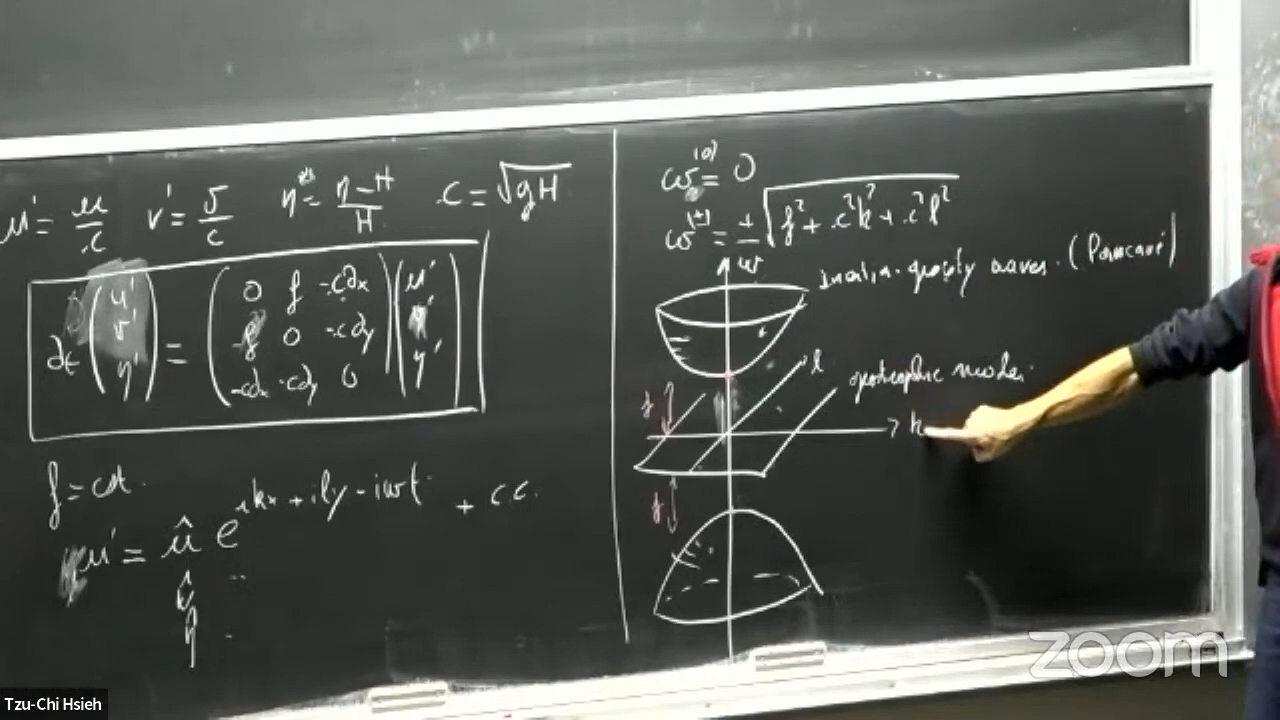 u' = u/c   v' = v/c   η* = (η-H)/H   c = √gH
∂t (u' v' η') = (0 f -c∂x ; -f 0 -c∂y ; -c∂x -c∂y 0) (u' v' η')
f = cst.
u' = û e^{ikx + ily - iωt} + c.c.
v̂ ..
η̂ ..
ω^(0) = 0
ω^(±) = ± √(f² + c²k² + c²l²)
ω
inertia-gravity waves. (Poincaré)
l
f
geostrophic modes.
k
f
zoom
Tzu-Chi Hsieh